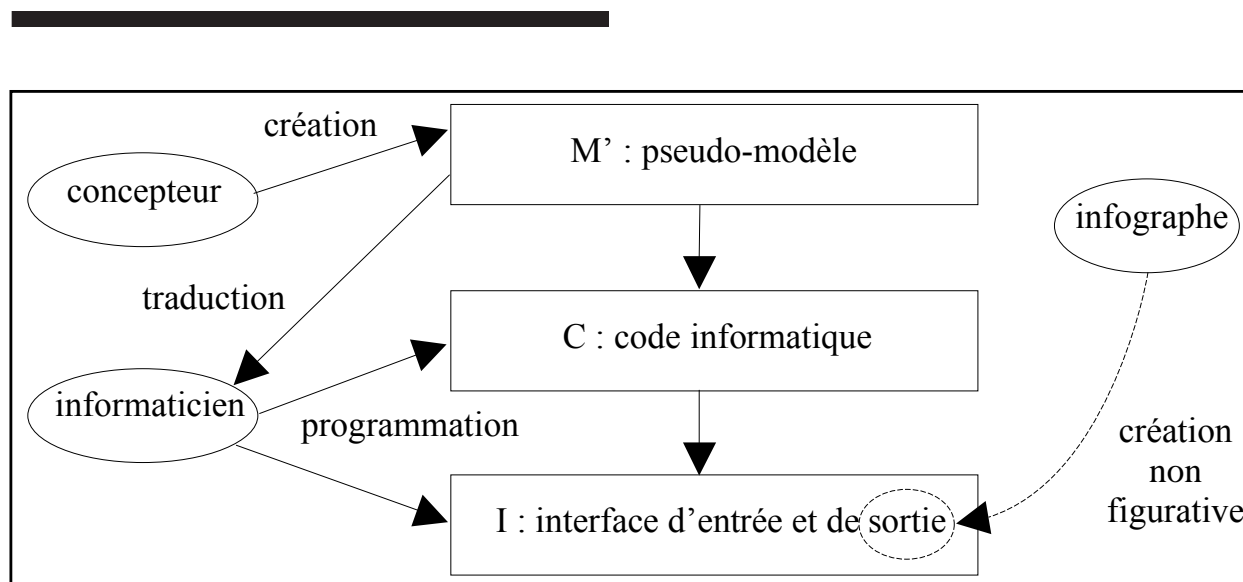 création
M’ : pseudo-modèle
concepteur
infographe
traduction
C : code informatique
informaticien
programmation
création
non
figurative
I : interface d’entrée et de sortie